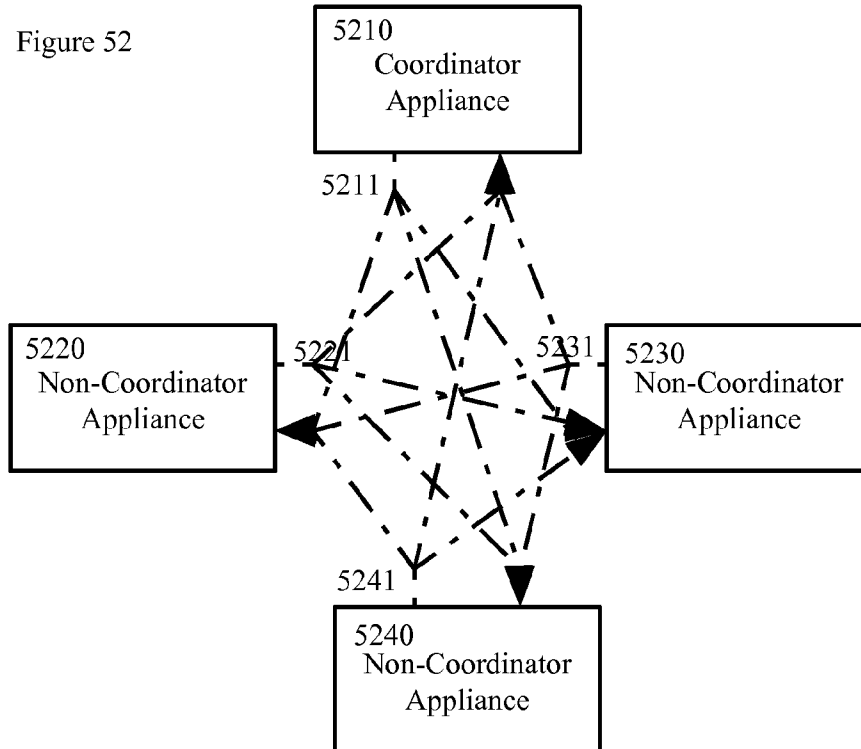 Figure 52
5210
Coordinator
Appliance
5211
5220
Non-Coordinator
Appliance
5221
5231
5230
Non-Coordinator
Appliance
5241
5240
Non-Coordinator
Appliance